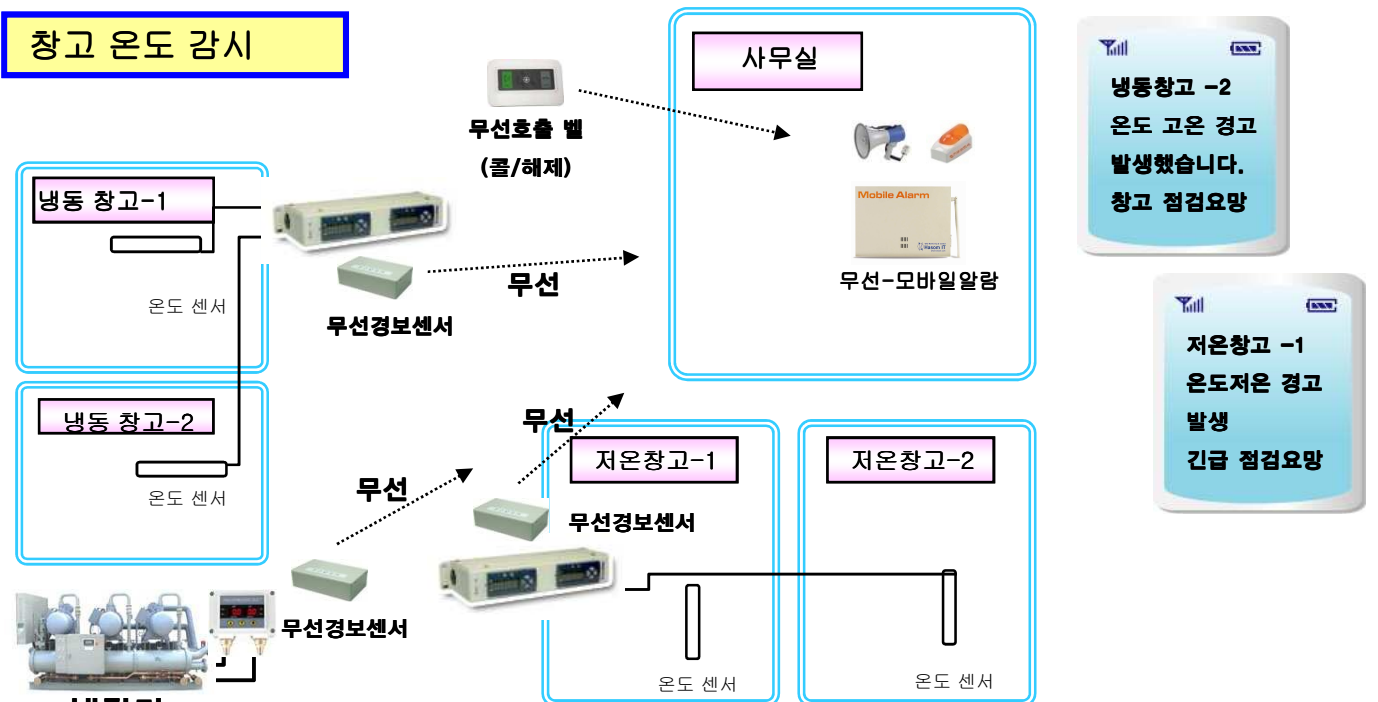 창고 온도 감시
사무실
무선호출 벨
(콜/해제)
냉동 창고-1
온도 센서
무선경보센서
무선
Mobile Alarm
Hasom IT
무선-모바일알람
냉동창고 -2
온도 고온 경고
발생했습니다.
창고 점검요망
저온창고 -1
온도저온 경고
발생
긴급 점검요망
냉동 창고-2
온도 센서
무선
무선
저온창고-1
저온창고-2
무선경보센서
무선경보센서
온도 센서
온도 센서